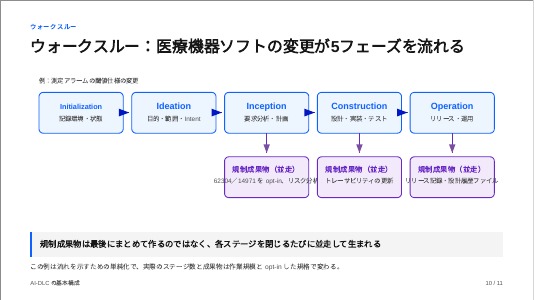 ウォークスルー
ウォークスルー：医療機器ソフトの変更が5フェーズを流れる
例：測定アラームの閾値仕様の変更
Initialization
記録環境・状態
Ideation
目的・範囲・Intent
Inception
要求分析・計画
Construction
設計・実装・テスト
Operation
リリース・運用
規制成果物（並走）
62304／14971 を opt-in、リスク分析
規制成果物（並走）
トレーサビリティの更新
規制成果物（並走）
リリース記録・設計履歴ファイル
規制成果物は最後にまとめて作るのではなく、各ステージを閉じるたびに並走して生まれる
この例は流れを示すための単純化で、実際のステージ数と成果物は作業規模と opt-in した規格で変わる。
AI-DLC の基本構成
10 / 11